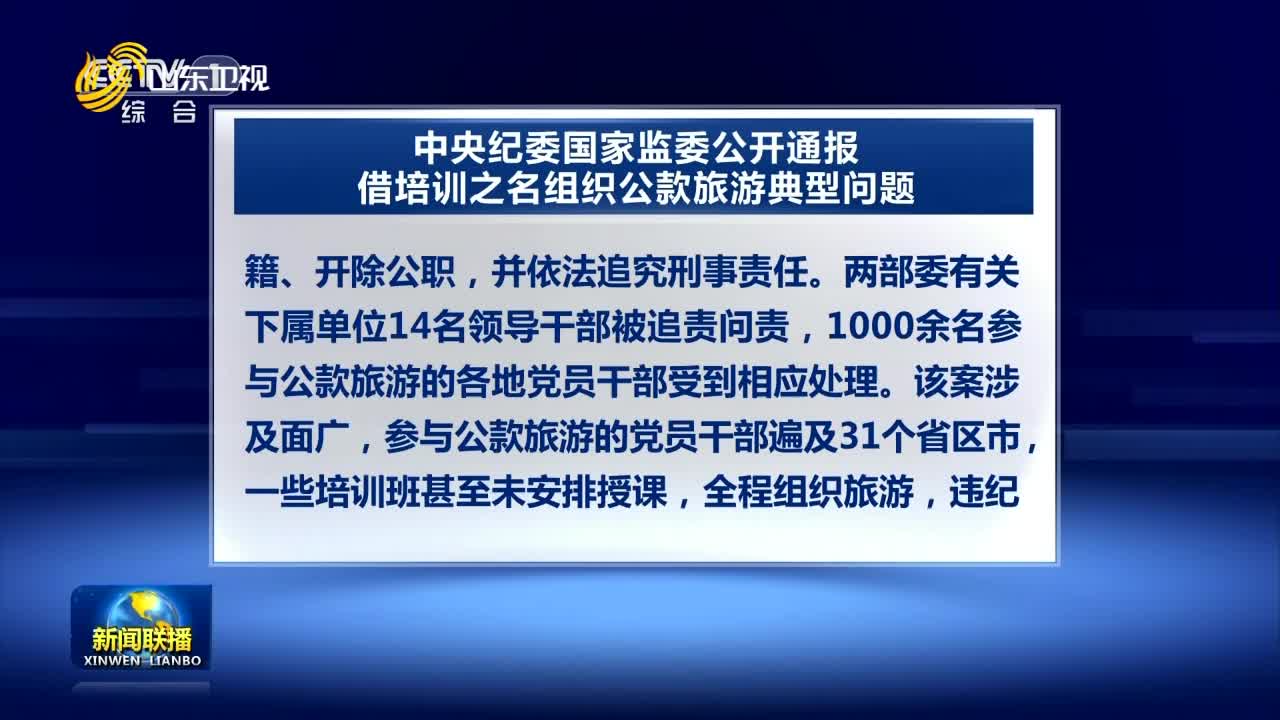 山东卫视
综合
中央纪委国家监委公开通报
借培训之名组织公款旅游典型问题
籍、开除公职，并依法追究刑事责任。两部委有关
下属单位14名领导干部被追责问责，1000余名参
与公款旅游的各地党员干部受到相应处理。该案涉
及面广，参与公款旅游的党员干部遍及31个省区市，
一些培训班甚至未安排授课，全程组织旅游，违纪
新闻联播
XINWEN LIANBO